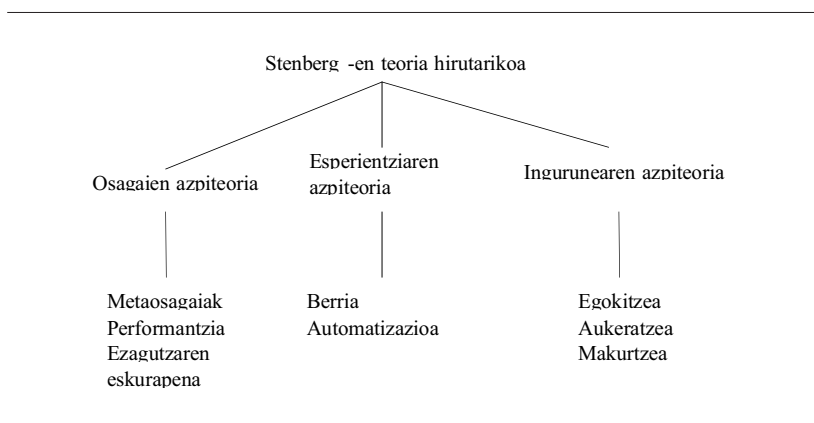 Stenberg -en teoria hirutarikoa
Osagaien azpiteoria
Esperientziaren
azpiteoria
Ingurunearen azpiteoria
Metaosagaiak
Performantzia
Ezagutzaren
eskurapena
Berria
Automatizazioa
Egokitzea
Aukeratzea
Makurtzea